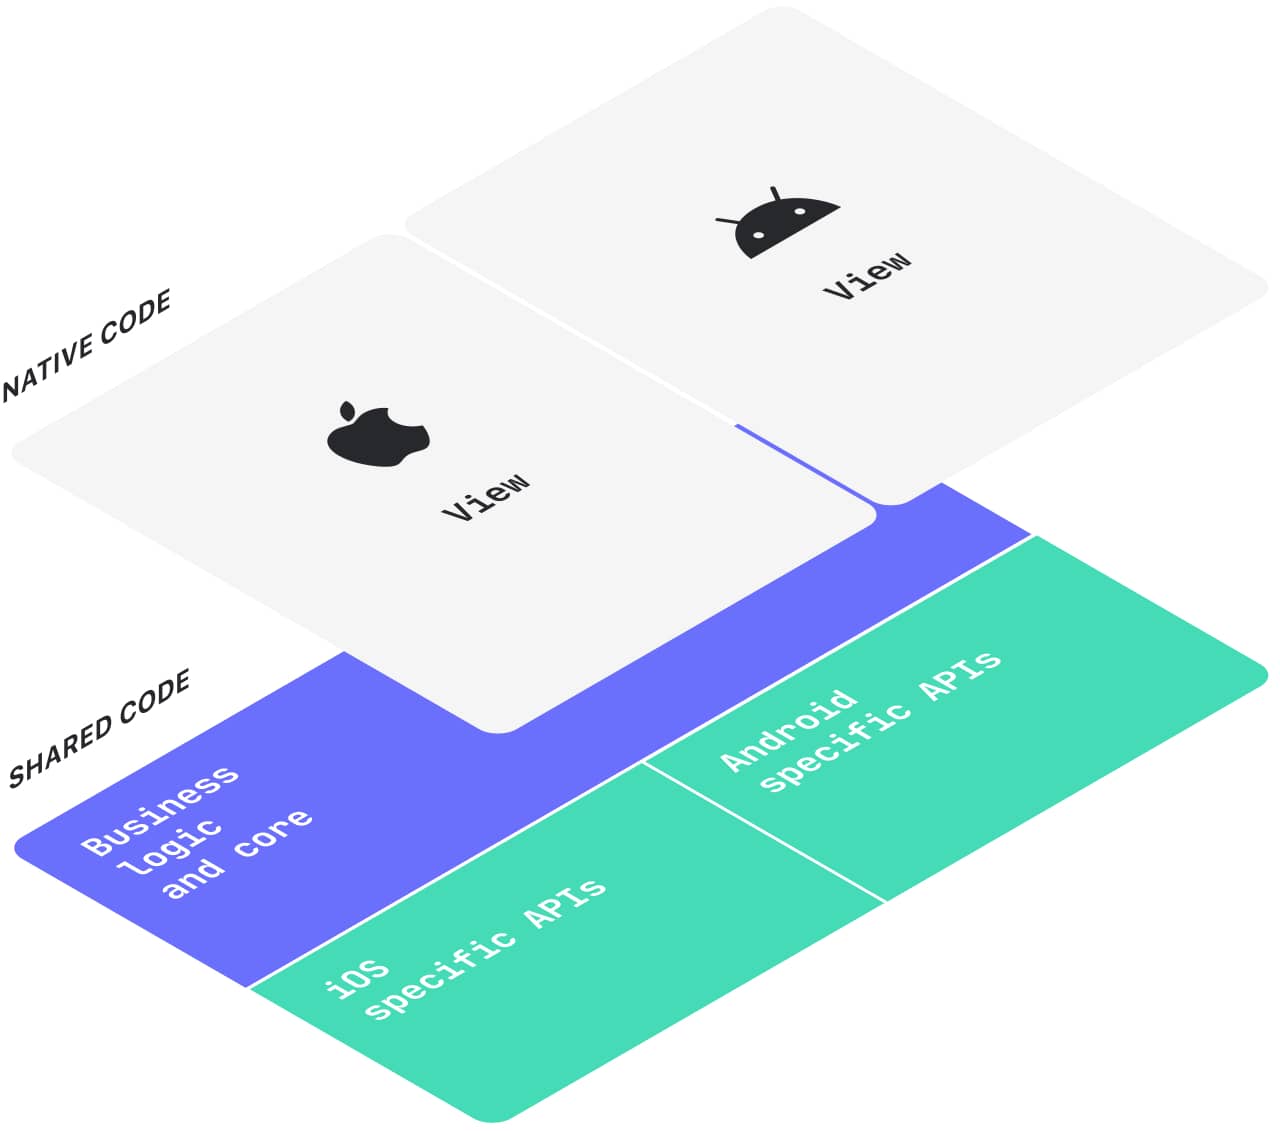 NATIVE CODE
View
View
SHARED CODE
Business
logic
and core
Android
specific APIs
iOS
specific APIs